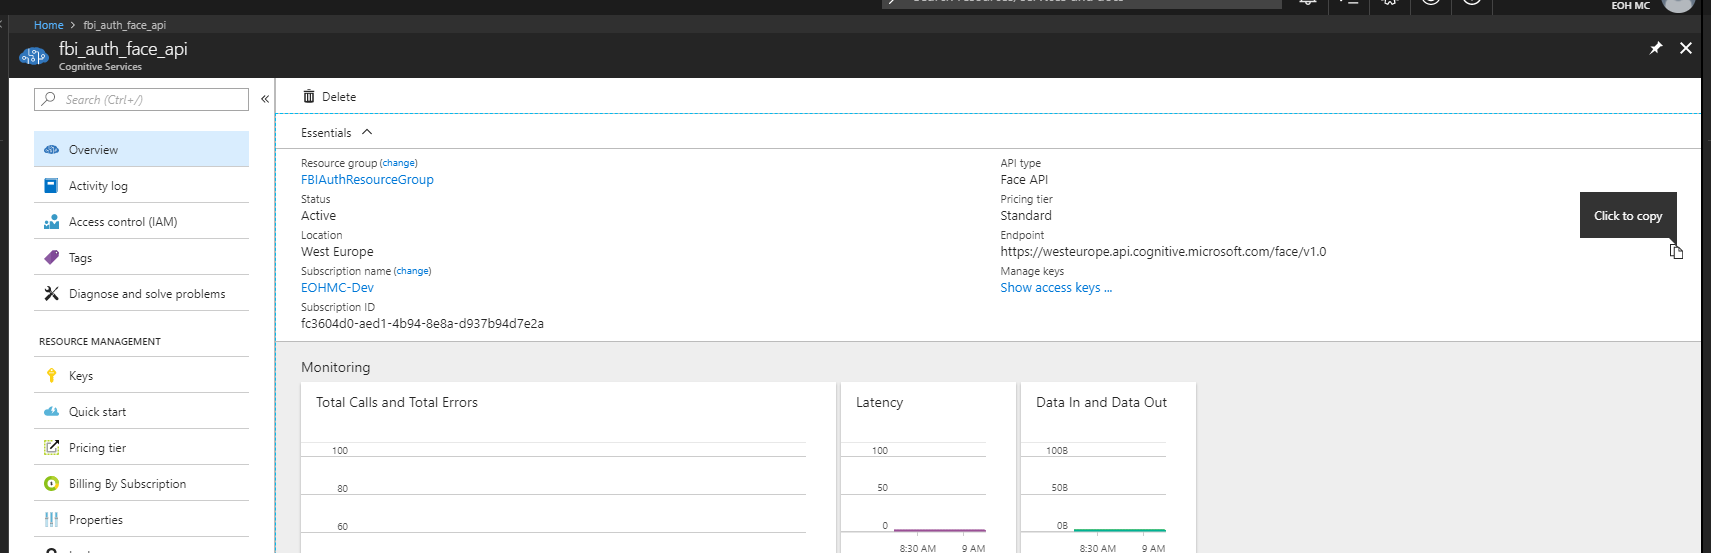 EOH MC
Home > fbi_auth_face_api
fbi_auth_face_api
Cognitive Services
Search (Ctrl+/)
Overview
Activity log
Access control (IAM)
Tags
Diagnose and solve problems
RESOURCE MANAGEMENT
Keys
Quick start
Pricing tier
Billing By Subscription
Properties
Delete
Essentials
Resource group (change)
FBIAuthResourceGroup
Status
Active
Location
West Europe
Subscription name (change)
EOHMC-Dev
Subscription ID
fc3604d0-aed1-4b94-8e8a-d937b94d7e2a
API type
Face API
Pricing tier
Standard
Endpoint
https://westeurope.api.cognitive.microsoft.com/face/v1.0
Manage keys
Show access keys ...
Click to copy
Monitoring
Total Calls and Total Errors
100
80
60
Latency
100
50
0
8:30 AM 9 AM
Data In and Data Out
100B
50B
0B
8:30 AM 9 AM